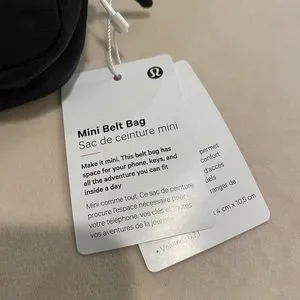 Mini Belt Bag
Sac de ceinture mini
Make it mini. This belt bag has
space for your phone, keys, and
all the adventure you can fit
inside a day
Mini comme tout. Ce sac de ceinture
procure l'espace nécessaire pour
votre téléphone, vos clés et toutes
vos aventures de la journée
permet
confort
d'accès
ranger de
4 cm x 10,5 cm